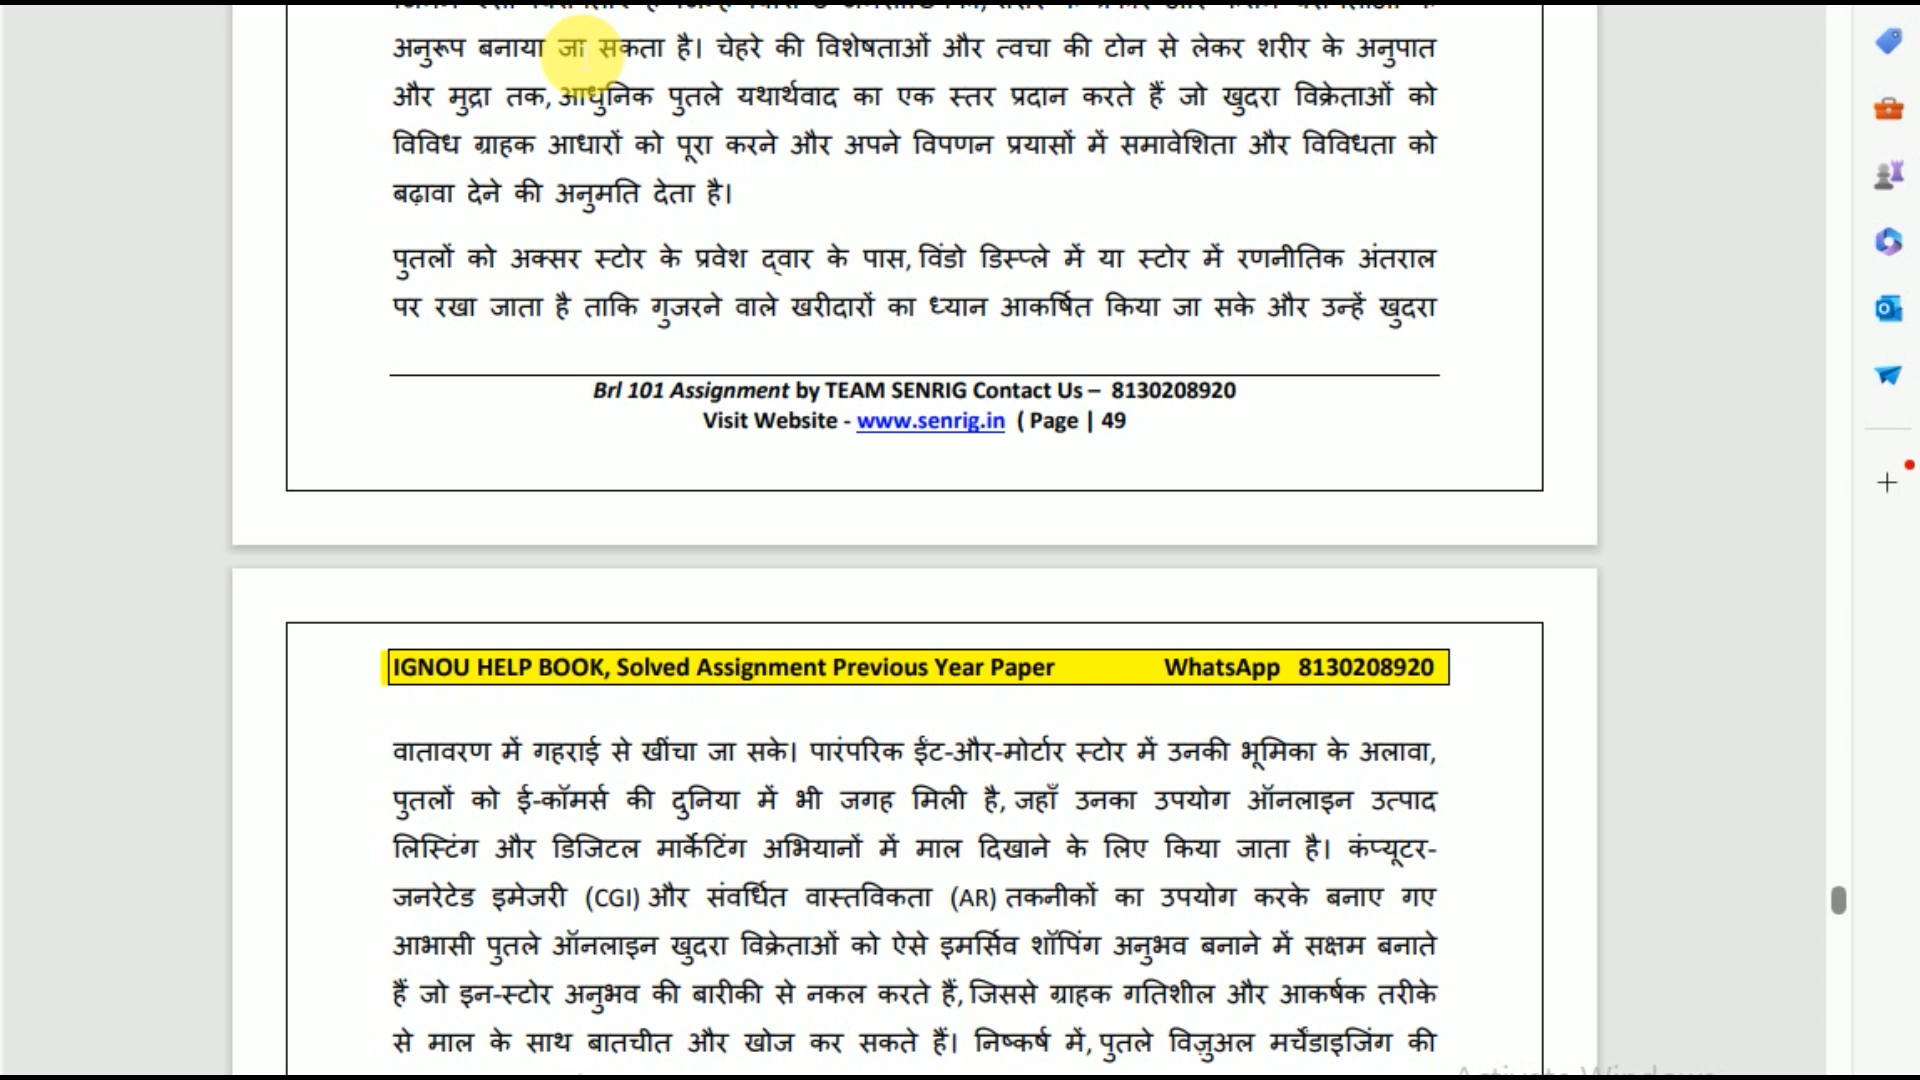 अनुरूप बनाया जा सकता है। चेहरे की विशेषताओं और त्वचा की टोन से लेकर शरीर के अनुपात
और मुद्रा तक, आधुनिक पुतले यथार्थवाद का एक स्तर प्रदान करते हैं जो खुदरा विक्रेताओं को
विविध ग्राहक आधारों को पूरा करने और अपने विपणन प्रयासों में समावेशिता और विविधता को
बढ़ावा देने की अनुमति देता है।
पुतलों को अक्सर स्टोर के प्रवेश द्वार के पास, विंडो डिस्प्ले में या स्टोर में रणनीतिक अंतराल
पर रखा जाता है ताकि गुजरने वाले खरीदारों का ध्यान आकर्षित किया जा सके और उन्हें खुदरा
Brl 101 Assignment by TEAM SENRIG Contact Us – 8130208920
Visit Website - www.senrig.in ( Page | 49
IGNOU HELP BOOK, Solved Assignment Previous Year Paper WhatsApp 8130208920
वातावरण में गहराई से खींचा जा सके। पारंपरिक ईंट-और-मोर्टार स्टोर में उनकी भूमिका के अलावा,
पुतलों को ई-कॉमर्स की दुनिया में भी जगह मिली है, जहाँ उनका उपयोग ऑनलाइन उत्पाद
लिस्टिंग और डिजिटल मार्केटिंग अभियानों में माल दिखाने के लिए किया जाता है। कंप्यूटर-
जनरेटेड इमेजरी (CGI) और संवर्धित वास्तविकता (AR) तकनीकों का उपयोग करके बनाए गए
आभासी पुतले ऑनलाइन खुदरा विक्रेताओं को ऐसे इमर्सिव शॉपिंग अनुभव बनाने में सक्षम बनाते
हैं जो इन-स्टोर अनुभव की बारीकी से नकल करते हैं, जिससे ग्राहक गतिशील और आकर्षक तरीके
से माल के साथ बातचीत और खोज कर सकते हैं। निष्कर्ष में, पुतले विज़ुअल मर्चेंडाइजिंग की